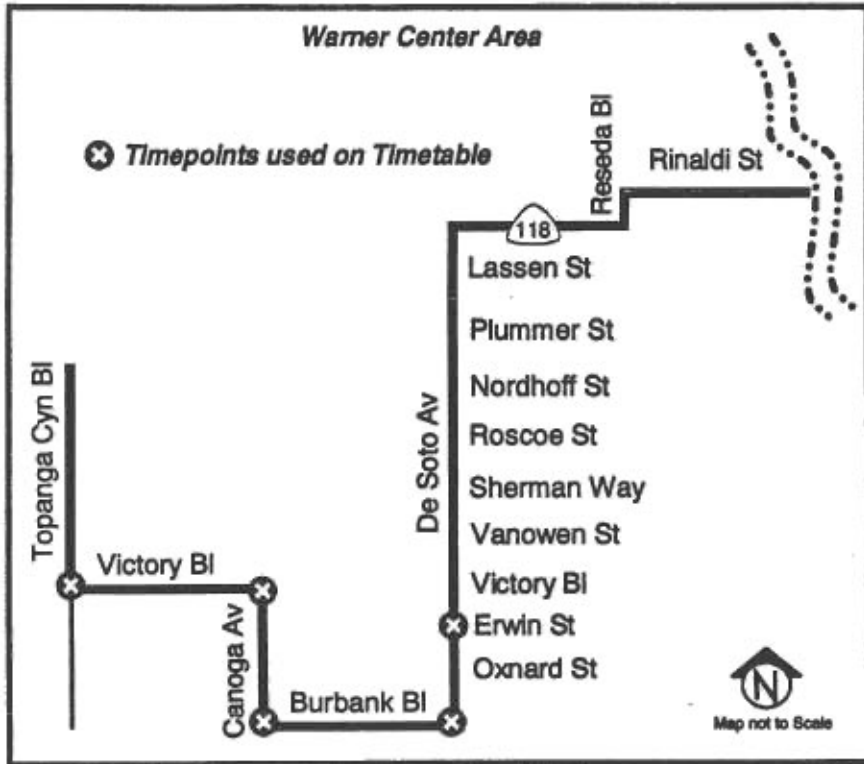 Warner Center Area
Timepoints used on Timetable
Reseda Bl
Rinaldi St
118
Lassen St
Plummer St
Nordhoff St
Roscoe St
Sherman Way
Vanowen St
Victory Bl
Erwin St
Oxnard St
De Soto Av
Topanga Cyn Bl
Victory Bl
Canoga Av
Burbank Bl
N
Map not to Scale